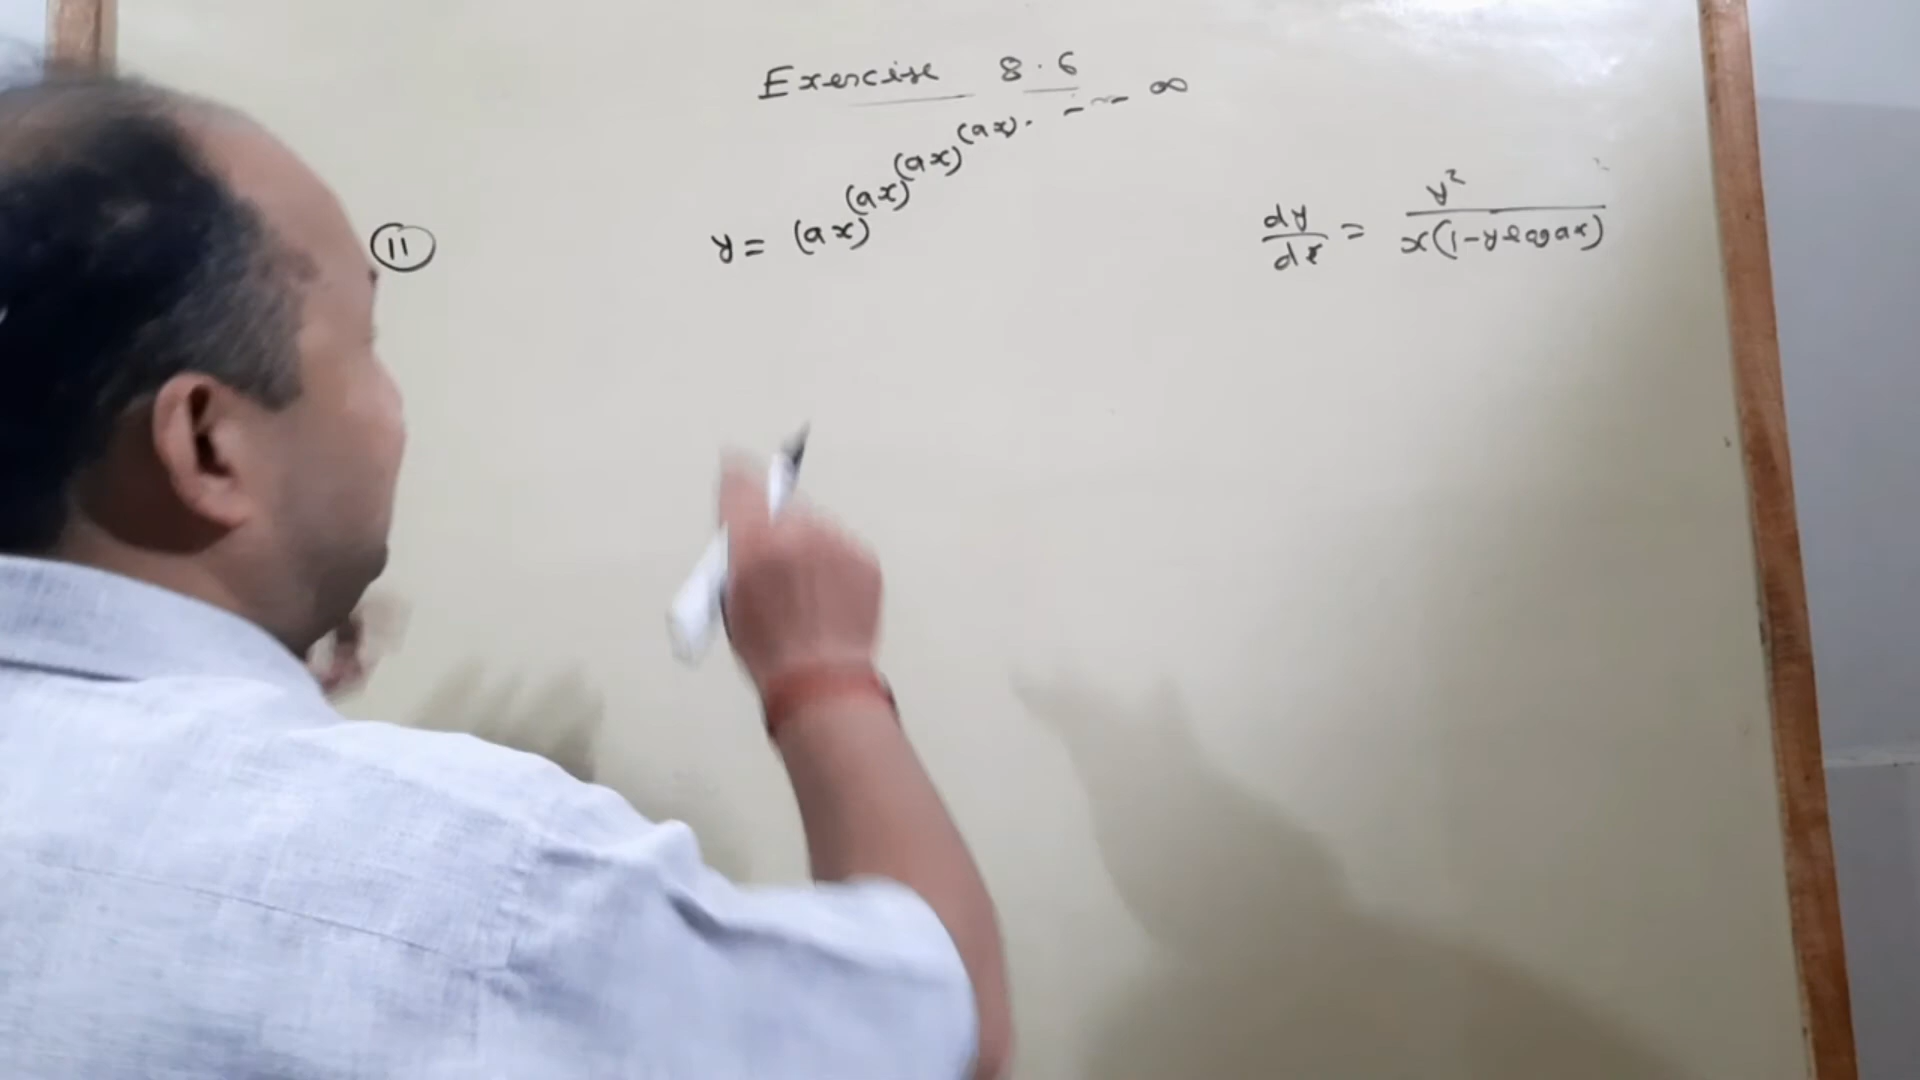 Exercise 8.6
⑪ y = (ax)^(ax)^(ax)^(ax)^. - - - ∞
dy/dx = y²/x(1-y log ax)